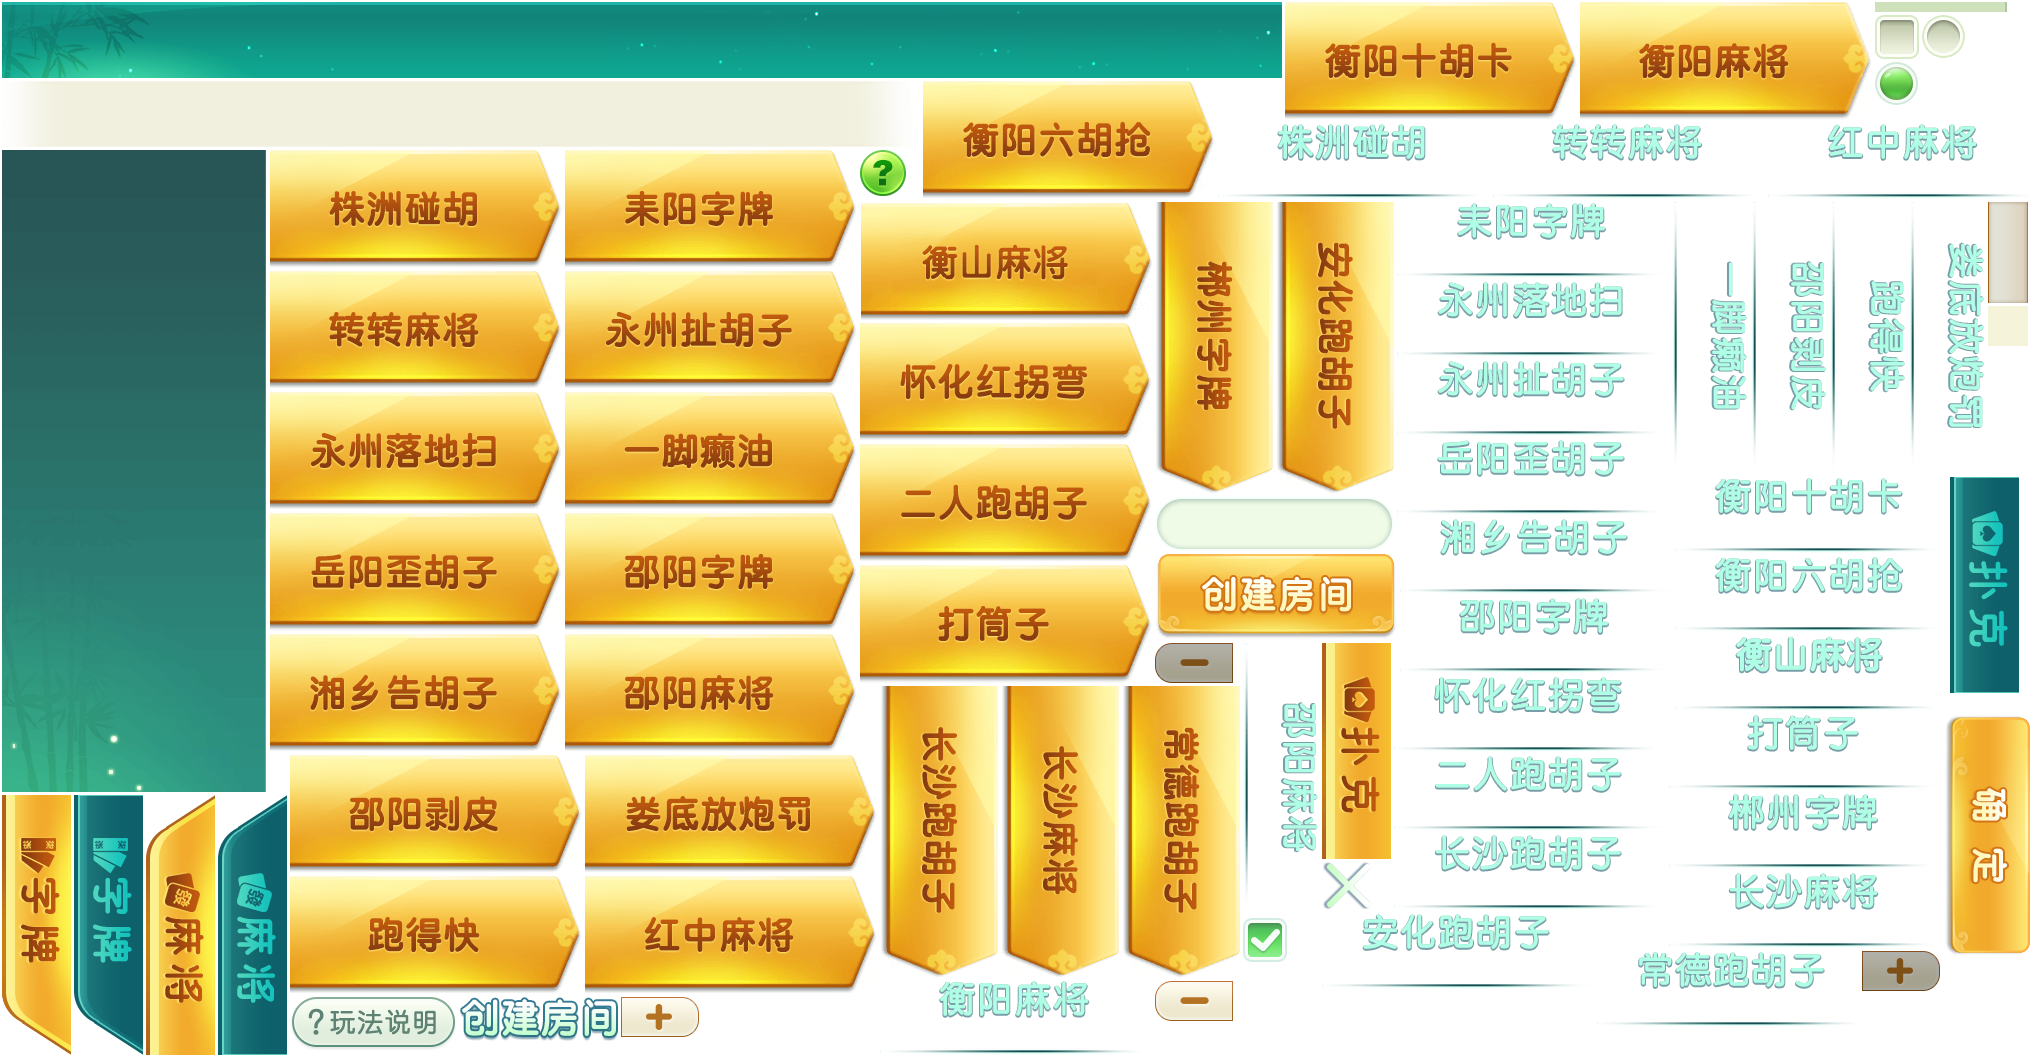 衡阳十胡卡
衡阳麻将
衡阳六胡抢
株洲碰胡
转转麻将
红中麻将
株洲碰胡
耒阳字牌
?
衡山麻将
郴州字牌
安化跑胡子
耒阳字牌
一脚癞油
邵阳剥皮
跑得快
娄底放炮罚
转转麻将
永州扯胡子
怀化红拐弯
永州落地扫
永州扯胡子
永州落地扫
一脚癞油
二人跑胡子
岳阳歪胡子
衡阳十胡卡
扑克
岳阳歪胡子
邵阳字牌
创建房间
湘乡告胡子
衡阳六胡抢
打筒子
邵阳字牌
衡山麻将
湘乡告胡子
邵阳麻将
长沙跑胡子
长沙麻将
常德跑胡子
邵阳麻将
扑克
怀化红拐弯
打筒子
二人跑胡子
确定
邵阳剥皮
娄底放炮罚
郴州字牌
长沙跑胡子
长沙麻将
字牌
字牌
麻将
麻将
跑得快
红中麻将
安化跑胡子
常德跑胡子
衡阳麻将
?玩法说明
创建房间